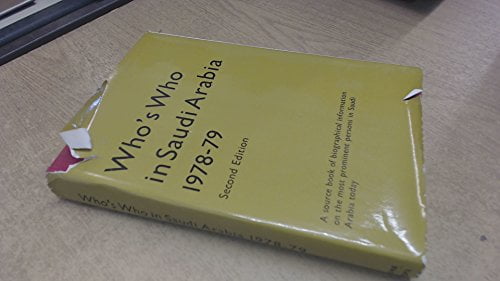 Who's Who
in Saudi Arabia
1978-79
Second Edition
A source book of biographical information
on the most prominent persons in Saudi
Arabia today
Who's Who in Saudi Arabia 1978-79